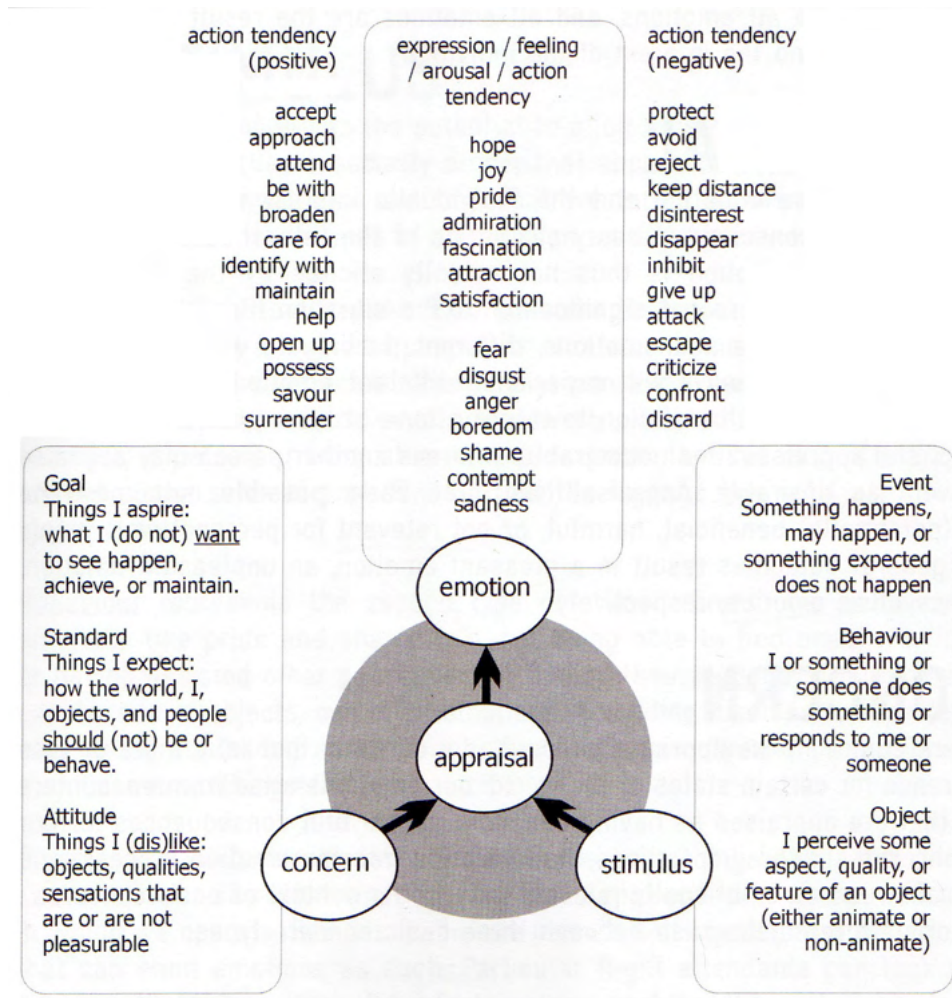 action tendency
(positive)
accept
approach
attend
be with
broaden
care for
identify with
maintain
help
open up
possess
savour
surrender
expression / feeling
/ arousal / action
tendency
hope
joy
pride
admiration
fascination
attraction
satisfaction
fear
disgust
anger
boredom
shame
contempt
sadness
action tendency
(negative)
protect
avoid
reject
keep distance
disinterest
disappear
inhibit
give up
attack
escape
criticize
confront
discard
Goal
Things I aspire:
what I (do not) want
to see happen,
achieve, or maintain.
Standard
Things I expect:
how the world, I,
objects, and people
should (not) be or
behave.
Attitude
Things I (dis)like:
objects, qualities,
sensations that
are or are not
pleasurable
emotion
appraisal
concern
stimulus
Event
Something happens,
may happen, or
something expected
does not happen
Behaviour
I or something or
someone does
something or
responds to me or
someone
Object
I perceive some
aspect, quality, or
feature of an object
(either animate or
non-animate)